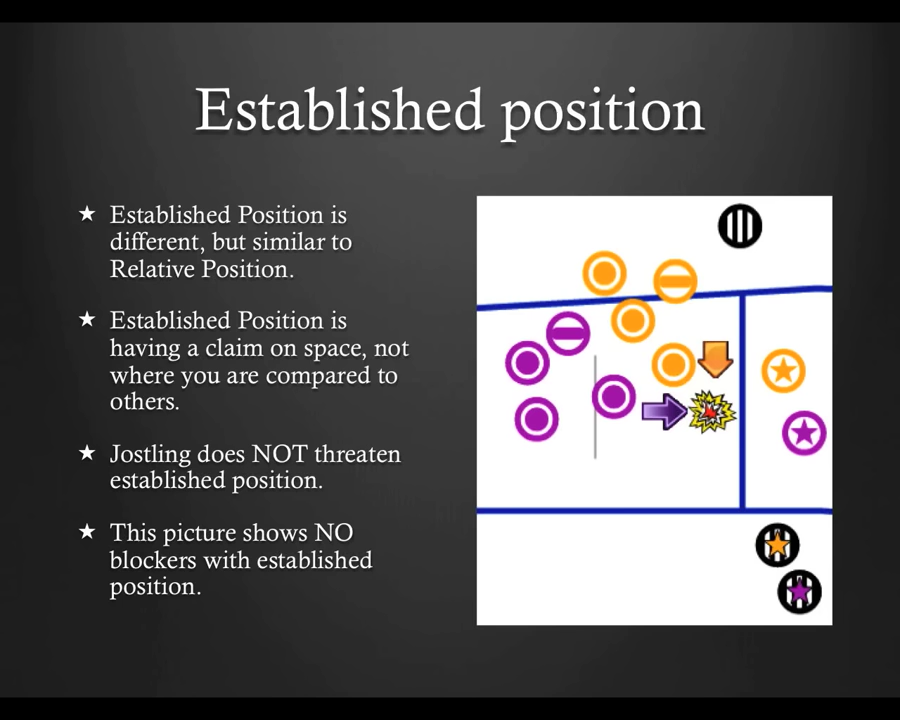 Established position
★ Established Position is
different, but similar to
Relative Position.
★ Established Position is
having a claim on space, not
where you are compared to
others.
★ Jostling does NOT threaten
established position.
★ This picture shows NO
blockers with established
position.